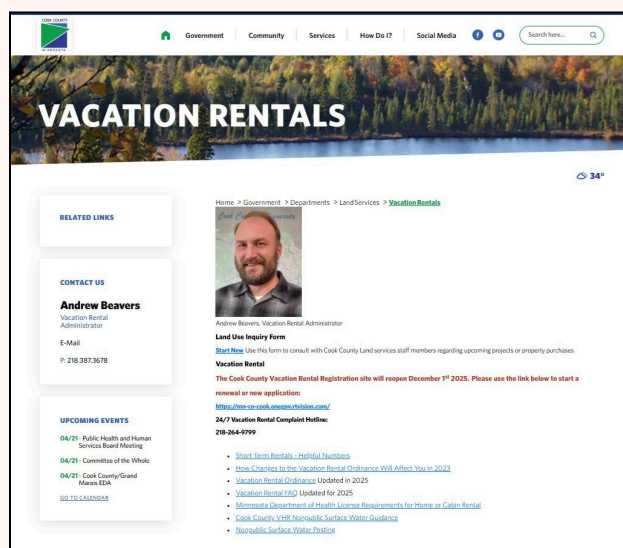 COOK COUNTY
MINNESOTA
Government
Community
Services
How Do I?
Social Media
Search here...
VACATION RENTALS
34°
RELATED LINKS
CONTACT US
Andrew Beavers
Vacation Rental
Administrator
E-Mail
P: 218.387.3678
UPCOMING EVENTS
04/21 - Public Health and Human
Services Board Meeting
04/21 - Committee of the Whole
04/21 - Cook County/Grand
Marais EDA
GO TO CALENDAR
Home > Government > Departments > Land Services > Vacation Rentals
Andrew Beavers, Vacation Rental Administrator
Land Use Inquiry Form
Start New Use this form to consult with Cook County Land services staff members regarding upcoming projects or property purchases
Vacation Rental
The Cook County Vacation Rental Registration site will reopen December 1st 2025. Please use the link below to start a
renewal or new application:
https://mn-co-cook.onegov.rtvision.com/
24/7 Vacation Rental Complaint Hotline:
218-264-9799
Short Term Rentals - Helpful Numbers
How Changes to the Vacation Rental Ordinance Will Affect You in 2023
Vacation Rental Ordinance Updated in 2025
Vacation Rental FAQ Updated for 2025
Minnesota Department of Health License Requirements for Home or Cabin Rental
Cook County VHR Nonpublic Surface Water Guidance
Nonpublic Surface Water Posting